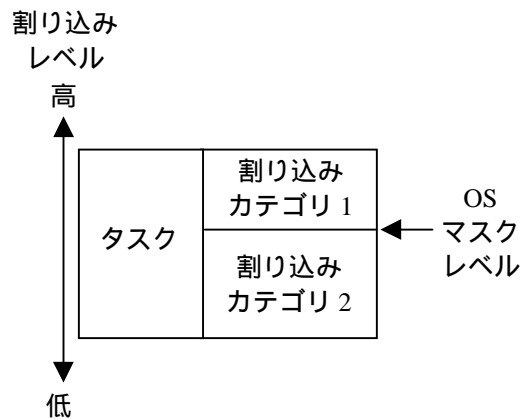 割り込み
レベル
高
タスク
割り込み
カテゴリ 1
割り込み
カテゴリ 2
OS
マスク
レベル
低